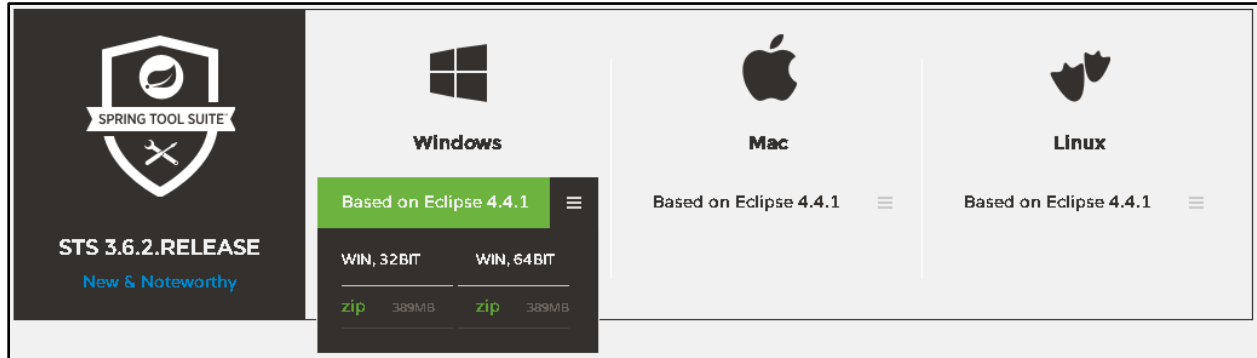 SPRING TOOL SUITE™
STS 3.6.2.RELEASE
New & Noteworthy
Windows
Based on Eclipse 4.4.1
WIN, 32BIT
WIN, 64BIT
zip 389MB
zip 389MB
Mac
Based on Eclipse 4.4.1
Linux
Based on Eclipse 4.4.1